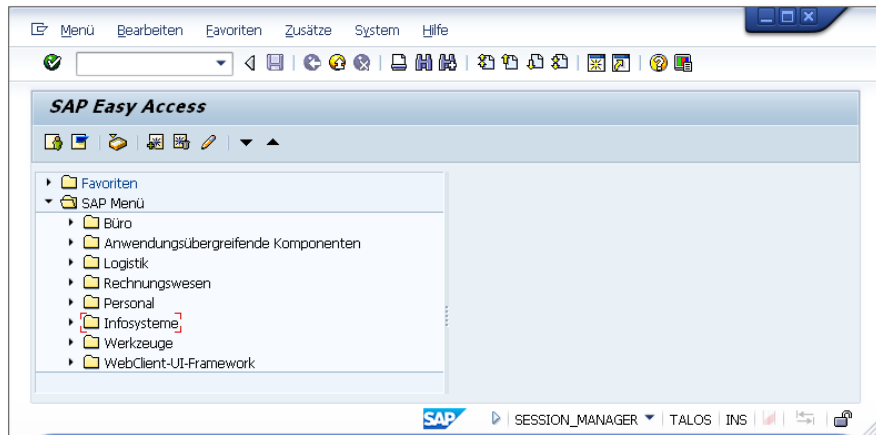 Menü Bearbeiten Favoriten Zusätze System Hilfe
SAP Easy Access
Favoriten
SAP Menü
Büro
Anwendungsübergreifende Komponenten
Logistik
Rechnungswesen
Personal
Infosysteme
Werkzeuge
WebClient-UI-Framework
SAP SESSION_MANAGER TALOS INS